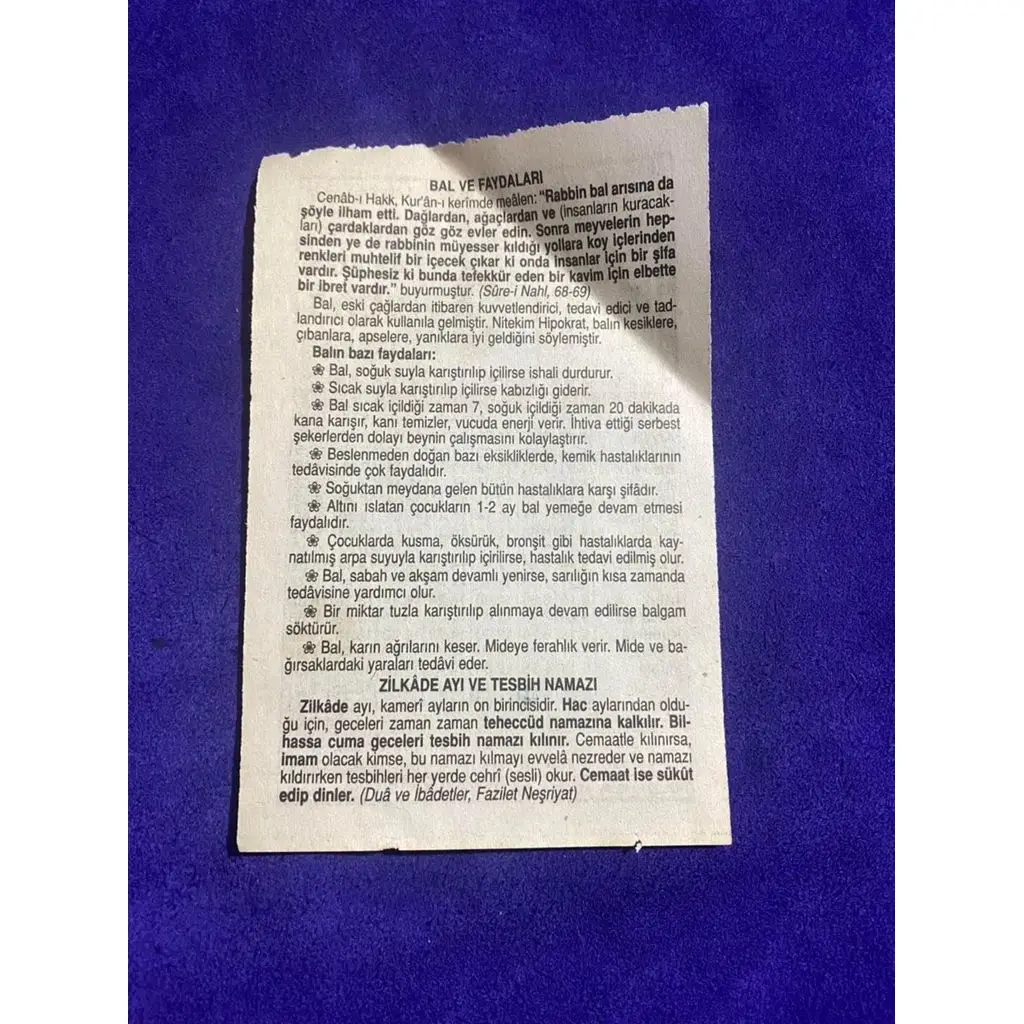 BAL VE FAYDALARI
Cenâb-ı Hakk, Kur'ân-ı kerimde meâlen: "Rabbin bal arısına da
şöyle ilham etti. Dağlardan, ağaçlardan ve (insanların kuracak-
ları) çardaklardan göz göz evler edin. Sonra meyvelerin hep-
sinden ye de rabbinin müyesser kıldığı yollara koy içlerinden
renkleri muhtelif bir içecek çıkar ki onda insanlar için bir şifa
vardır. Şüphesiz ki bunda tefekkür eden bir kavim için elbette
bir ibret vardır." buyurmuştur. (Sûre-i Nahl, 68-69)
Bal, eski çağlardan itibaren kuvvetlendirici, tedavi edici ve tad-
landırıcı olarak kullanıla gelmiştir. Nitekim Hipokrat, balın kesiklere,
çıbanlara, apselere, yanıklara iyi geldiğini söylemiştir.
Balın bazı faydaları:
❀ Bal, soğuk suyla karıştırılıp içilirse ishali durdurur.
❀ Sıcak suyla karıştırılıp içilirse kabızlığı giderir.
❀ Bal sıcak içildiği zaman 7, soğuk içildiği zaman 20 dakikada
kana karışır, kanı temizler, vucuda enerji verir. İhtiva ettiği serbest
şekerlerden dolayı beynin çalışmasını kolaylaştırır.
❀ Beslenmeden doğan bazı eksikliklerde, kemik hastalıklarının
tedâvisinde çok faydalıdır.
❀ Soğuktan meydana gelen bütün hastalıklara karşı şifâdır.
❀ Altını ıslatan çocukların 1-2 ay bal yemeğe devam etmesi
faydalıdır.
❀ Çocuklarda kusma, öksürük, bronşit gibi hastalıklarda kay-
natılmış arpa suyuyla karıştırılıp içirilirse, hastalık tedavi edilmiş olur.
❀ Bal, sabah ve akşam devamlı yenirse, sarılığın kısa zamanda
tedâvisine yardımcı olur.
❀ Bir miktar tuzla karıştırılıp alınmaya devam edilirse balgam
söktürür.
❀ Bal, karın ağrılarını keser. Mideye ferahlık verir. Mide ve ba-
ğırsaklardaki yaraları tedâvi eder.
ZİLKÂDE AYI VE TESBİH NAMAZI
Zilkâde ayı, kamerî ayların on birincisidir. Hac aylarından oldu-
ğu için, geceleri zaman zaman teheccüd namazına kalkılır. Bil-
hassa cuma geceleri tesbih namazı kılınır. Cemaatle kılınırsa,
imam olacak kimse, bu namazı kılmayı evvelâ nezreder ve namazı
kıldırırken tesbihleri her yerde cehrî (sesli) okur. Cemaat ise sükût
edip dinler. (Duâ ve İbâdetler, Fazilet Neşriyat)